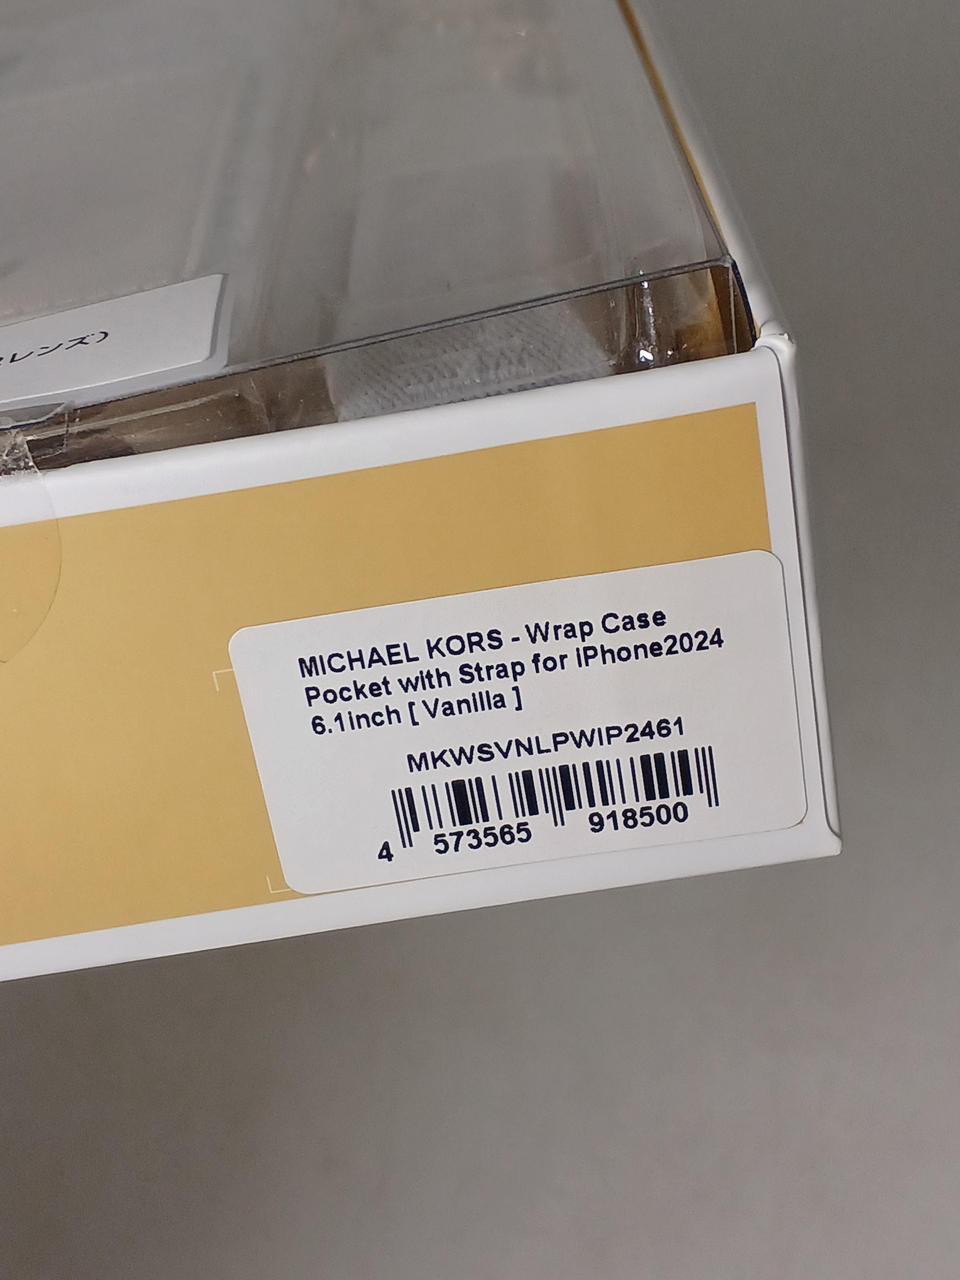 レンズ)
MICHAEL KORS - Wrap Case
Pocket with Strap for iPhone2024
6.1inch [ Vanilla ]
MKWSVNLPWIP2461
4 573565 918500